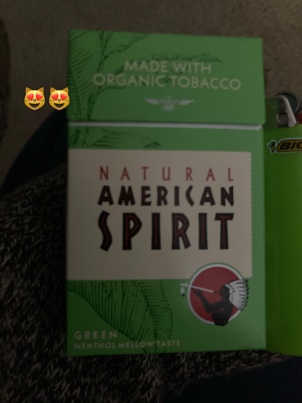 MADE WITH
ORGANIC TOBACCO
NATURAL
AMERICAN
SPIRIT
GREEN
MENTHOL MELLOW TASTE
BIC